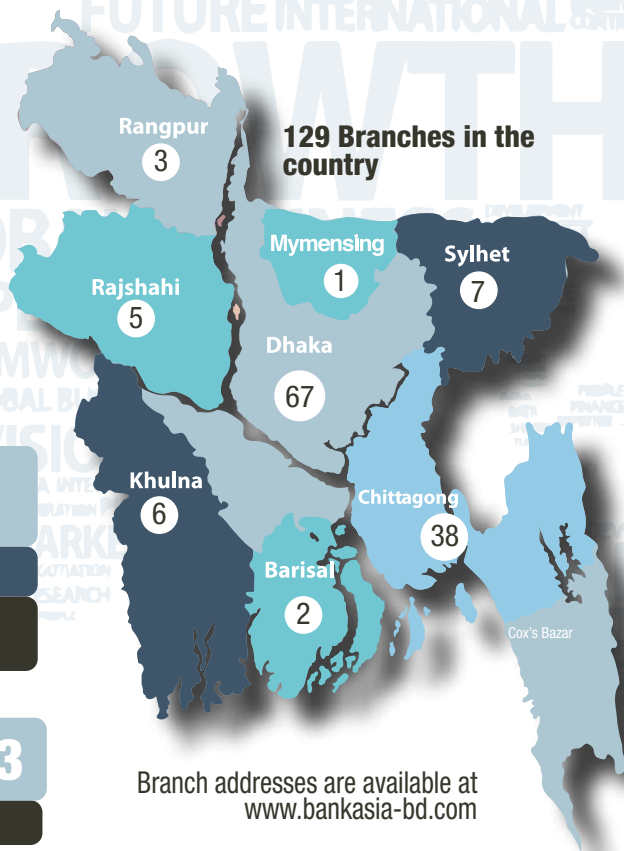 FUTURE INTERNATIONAL
129 Branches in the
country
Rangpur
3
Mymensing
1
Sylhet
7
Rajshahi
5
Dhaka
67
Khulna
6
Chittagong
38
Barisal
2
Cox's Bazar
3
Branch addresses are available at
www.bankasia-bd.com